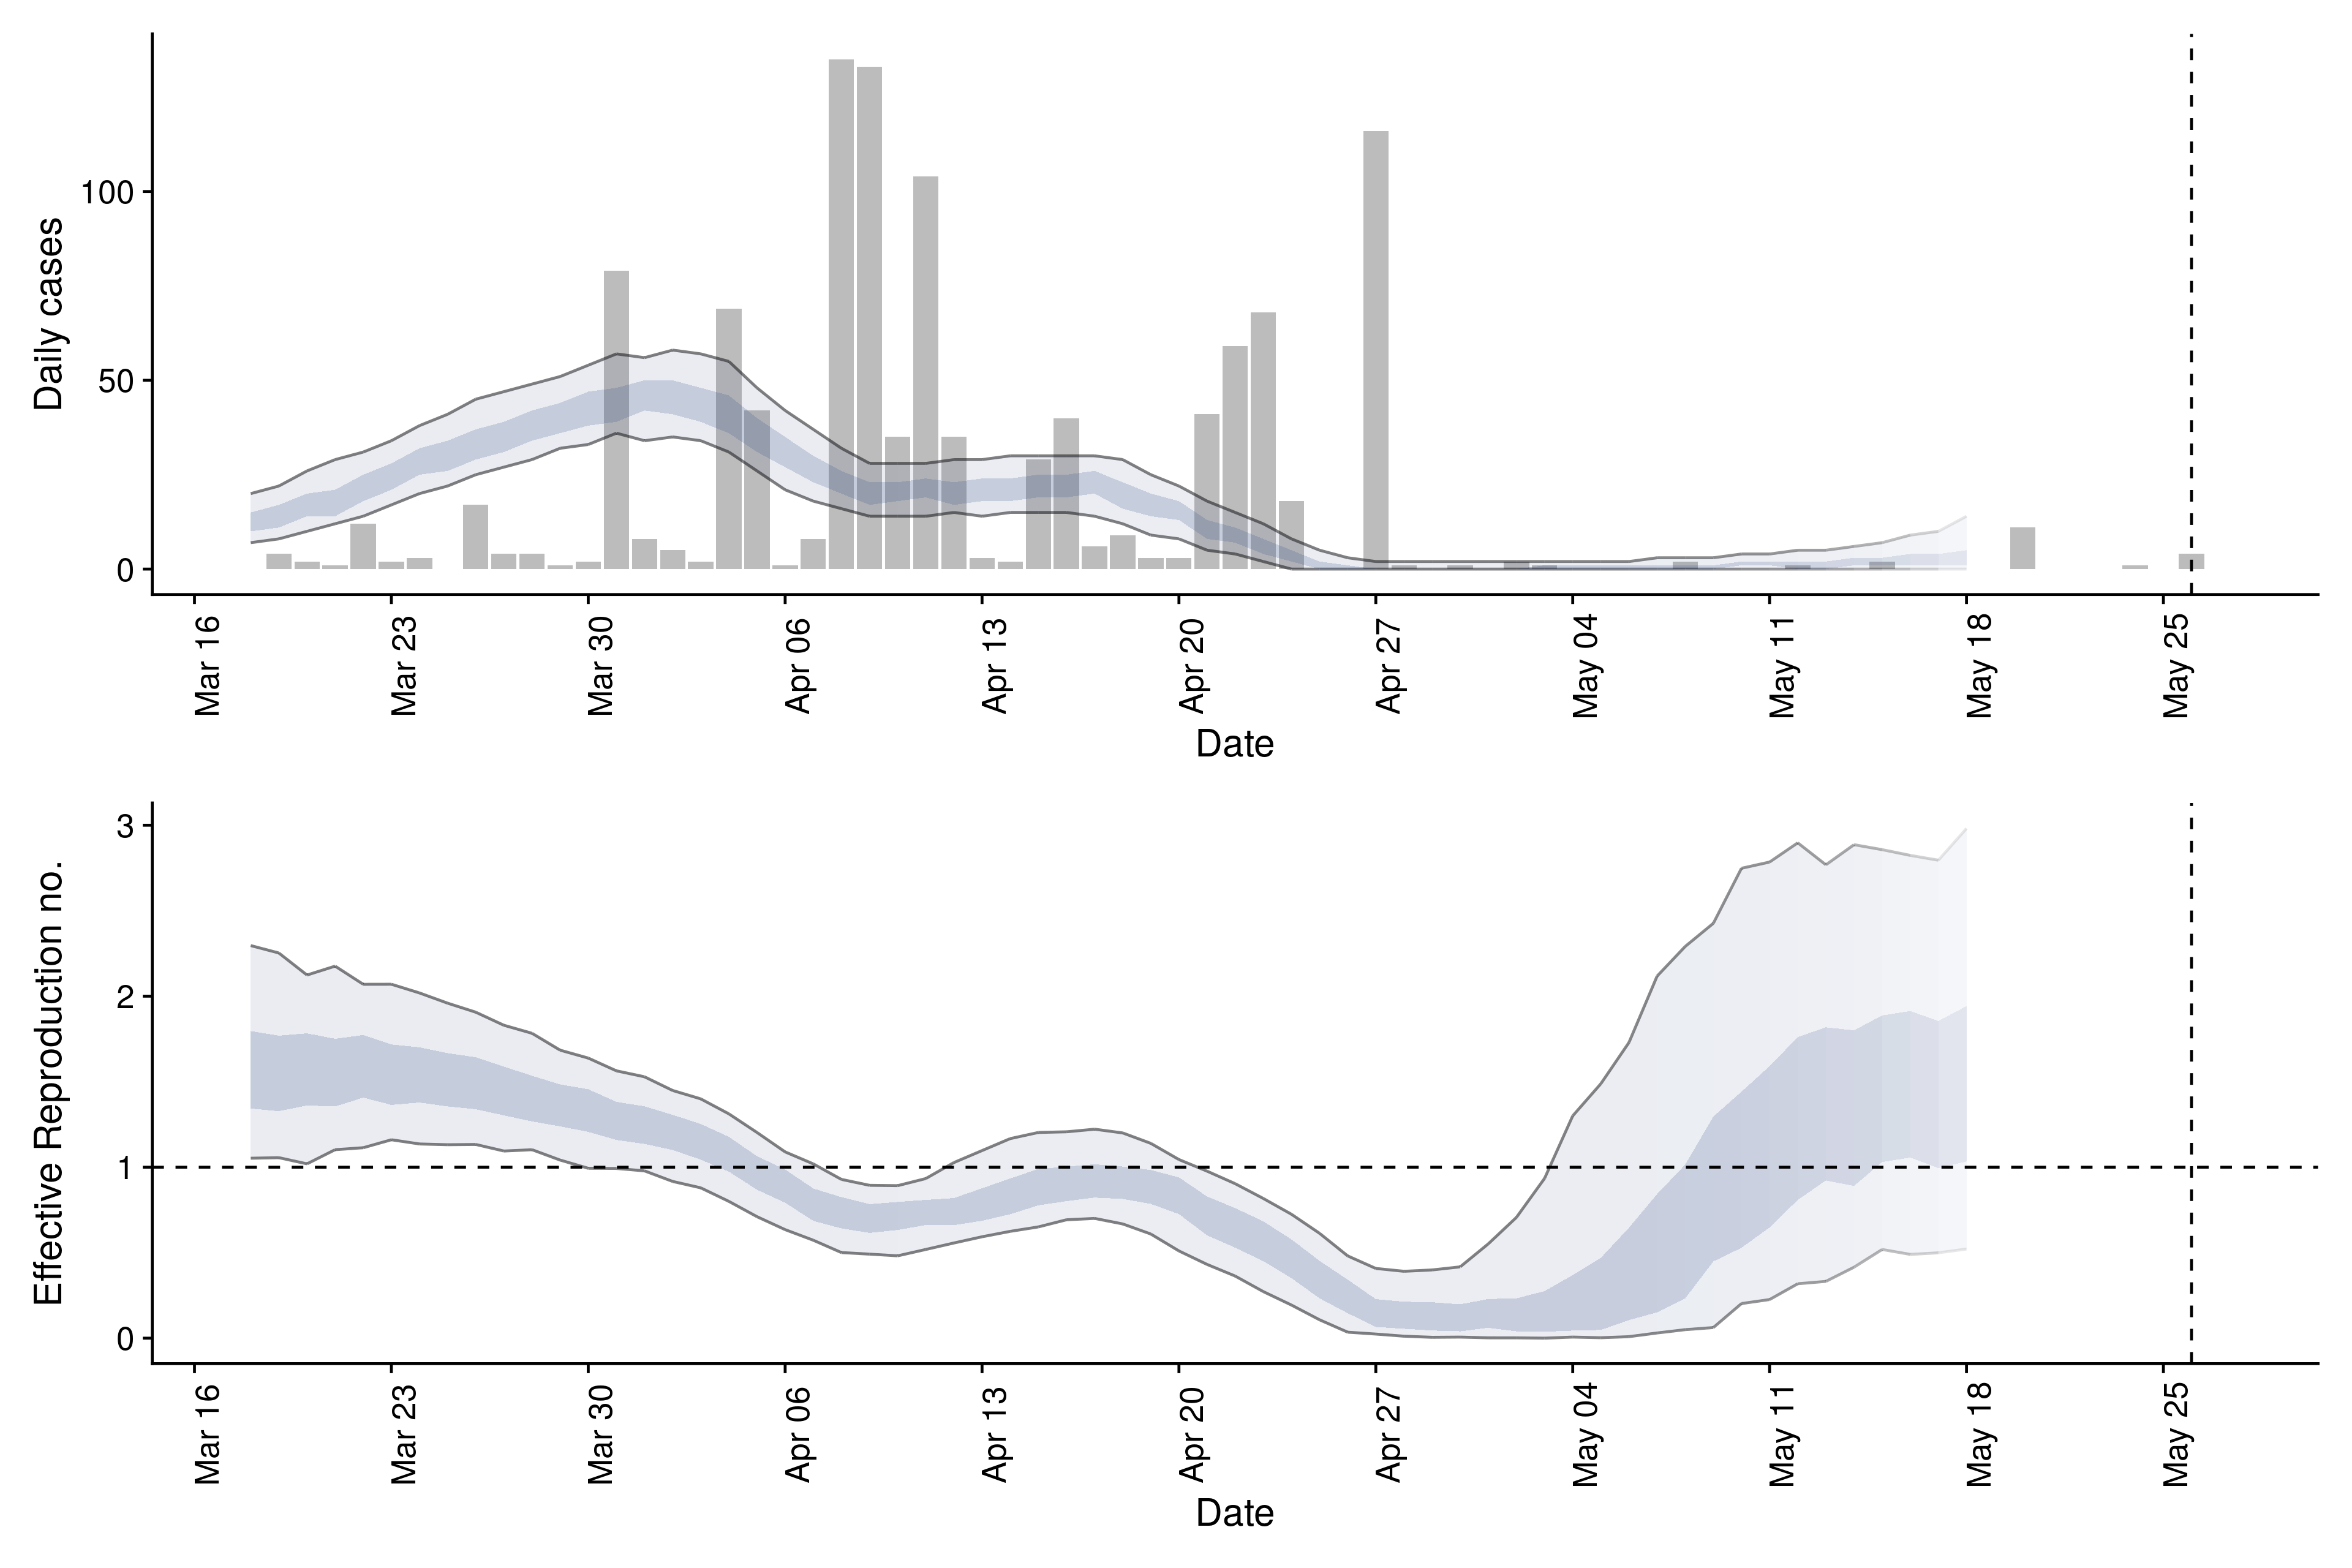 Daily cases
100
50
0
Mar 16
Mar 23
Mar 30
Apr 06
Apr 13
Apr 20
Apr 27
May 04
May 11
May 18
May 25
Date
Effective Reproduction no.
3
2
1
0
Mar 16
Mar 23
Mar 30
Apr 06
Apr 13
Apr 20
Apr 27
May 04
May 11
May 18
May 25
Date